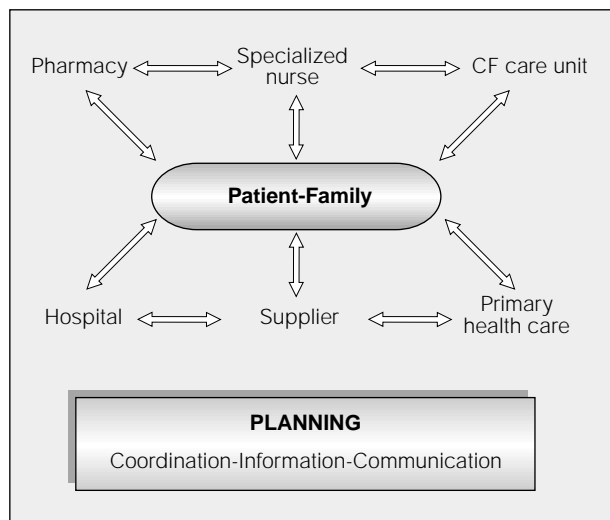 Pharmacy
Specialized
nurse
CF care unit
Patient-Family
Hospital
Supplier
Primary
health care
PLANNING
Coordination-Information-Communication